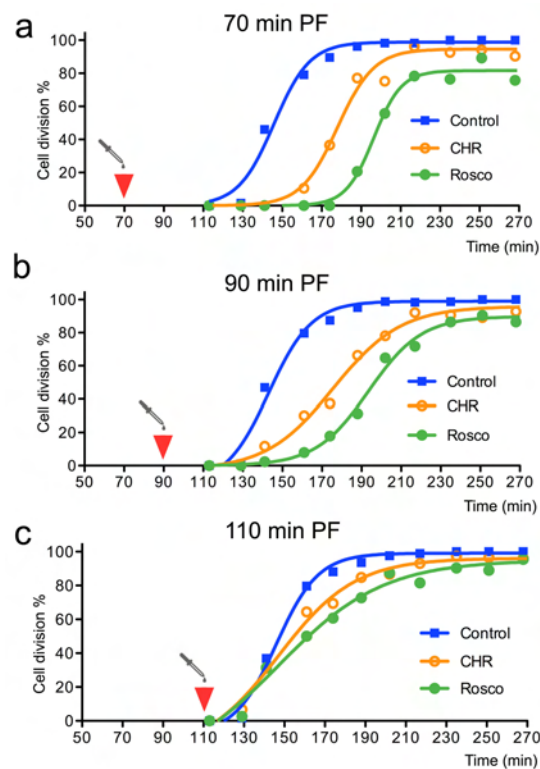 a
70 min PF
Cell division %
100
80
60
40
20
0
Control
CHR
Rosco
50 70 90 110 130 150 170 190 210 230 250 270
Time (min)
b
90 min PF
Cell division %
100
80
60
40
20
0
Control
CHR
Rosco
50 70 90 110 130 150 170 190 210 230 250 270
Time (min)
c
110 min PF
Cell division %
100
80
60
40
20
0
Control
CHR
Rosco
50 70 90 110 130 150 170 190 210 230 250 270
Time (min)